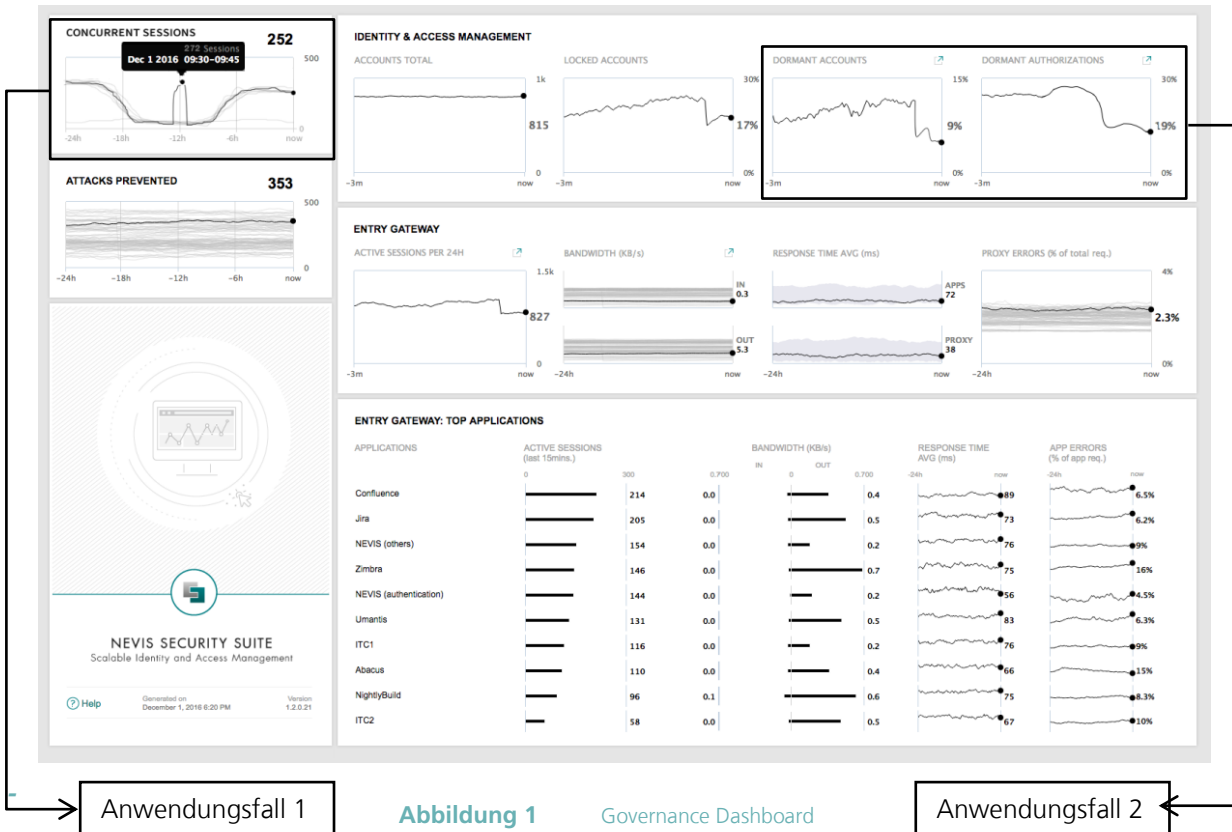 CONCURRENT SESSIONS
252
272 Sessions
Dec 1 2016 09:30-09:45
500
0
-24h -18h -12h -6h now
ATTACKS PREVENTED
353
500
0
-24h -18h -12h -6h now
NEVIS SECURITY SUITE
Scalable Identity and Access Management
? Help
Generated on
December 1, 2016 6:20 PM
Version
1.2.0.21
IDENTITY & ACCESS MANAGEMENT
ACCOUNTS TOTAL
1k
815
0
-3m now
LOCKED ACCOUNTS
30%
17%
0%
-3m now
DORMANT ACCOUNTS
15%
9%
0%
-3m now
DORMANT AUTHORIZATIONS
30%
19%
0%
-3m now
ENTRY GATEWAY
ACTIVE SESSIONS PER 24H
1.5k
827
0
-3m now
BANDWIDTH (KB/s)
IN
0.3
OUT
5.3
-24h now
RESPONSE TIME AVG (ms)
APPS
72
PROXY
38
-24h now
PROXY ERRORS (% of total req.)
4%
2.3%
0%
-24h now
ENTRY GATEWAY: TOP APPLICATIONS
APPLICATIONS
ACTIVE SESSIONS
(last 15mins.)
0 300
BANDWIDTH (KB/s)
IN OUT
0.700 0 0.700
RESPONSE TIME
AVG (ms)
-24h now
APP ERRORS
(% of app req.)
-24h now
Confluence 214 0.0 0.4 89 6.5%
Jira 205 0.0 0.5 73 6.2%
NEVIS (others) 154 0.0 0.2 76 9%
Zimbra 146 0.0 0.7 75 16%
NEVIS (authentication) 144 0.0 0.2 56 4.5%
Umantis 131 0.0 0.5 83 6.3%
ITC1 116 0.0 0.2 76 9%
Abacus 110 0.0 0.4 66 15%
NightlyBuild 96 0.1 0.6 75 8.3%
ITC2 58 0.0 0.5 67 10%
Anwendungsfall 1
Abbildung 1 Governance Dashboard
Anwendungsfall 2